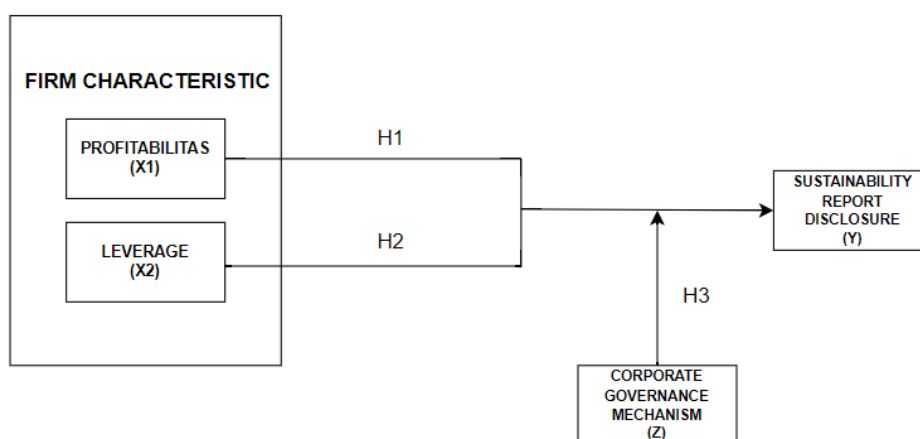 FIRM CHARACTERISTIC
PROFITABILITAS
(X1)
H1
LEVERAGE
(X2)
H2
SUSTAINABILITY
REPORT
DISCLOSURE
(Y)
H3
CORPORATE
GOVERNANCE
MECHANISM
(Z)